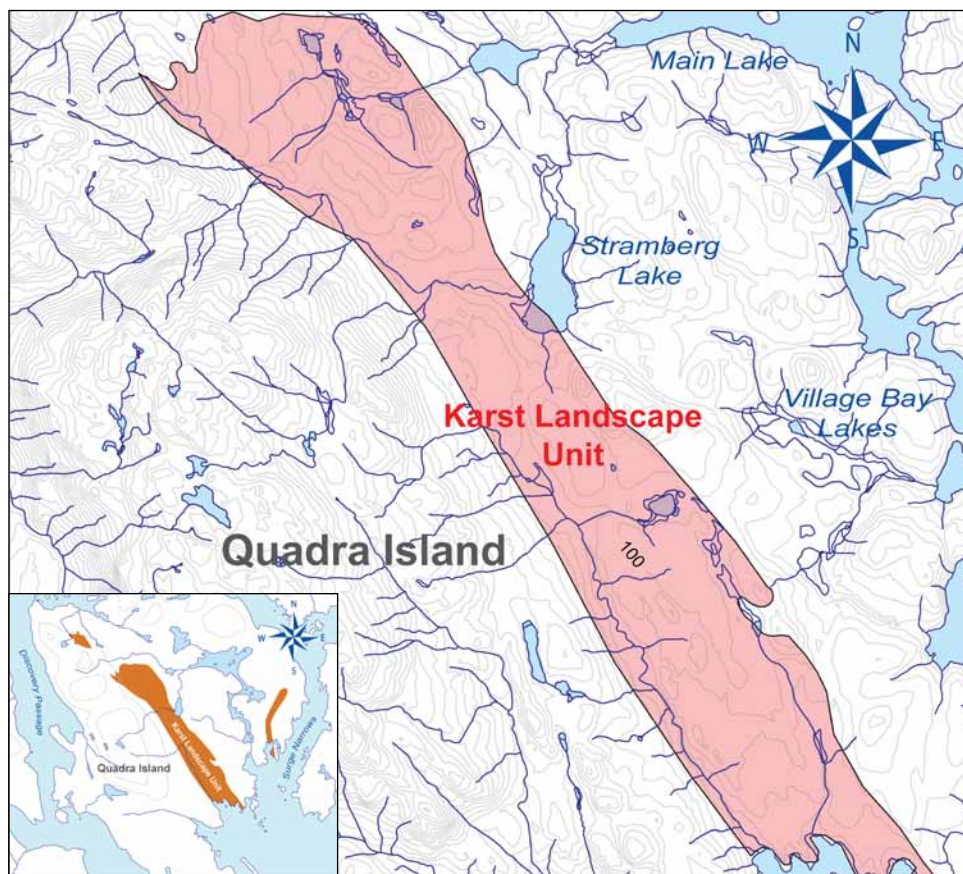 N
Main Lake
W
E
S
Stramberg
Lake
Karst Landscape
Unit
Village Bay
Lakes
Quadra Island
100
N
W
E
S
Discovery Passage
Karst Landscape Unit
Surge Narrows
Quadra Island